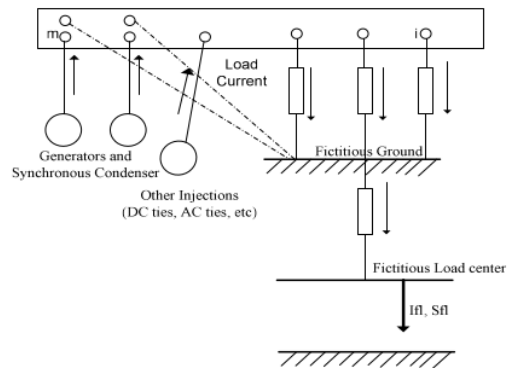 m
i
Load
Current
Generators and
Synchronous Condenser
Fictitious Ground
Other Injections
(DC ties, AC ties, etc)
Fictitious Load center
Ifl, Sfl